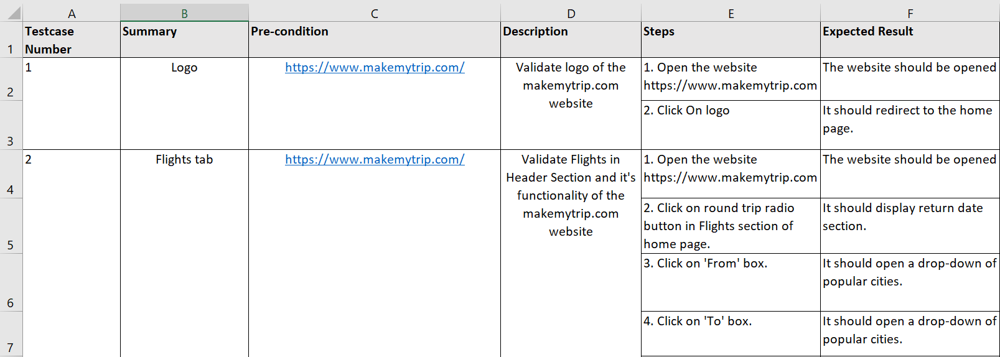 A B C D E F
1 Testcase Number Summary Pre-condition Description Steps Expected Result
2 1 Logo https://www.makemytrip.com/ Validate logo of the makemytrip.com website 1. Open the website https://www.makemytrip.com The website should be opened
3 2. Click On logo It should redirect to the home page.
4 2 Flights tab https://www.makemytrip.com/ Validate Flights in Header Section and it's functionality of the makemytrip.com website 1. Open the website https://www.makemytrip.com The website should be opened
5 2. Click on round trip radio button in Flights section of home page. It should display return date section.
6 3. Click on 'From' box. It should open a drop-down of popular cities.
7 4. Click on 'To' box. It should open a drop-down of popular cities.